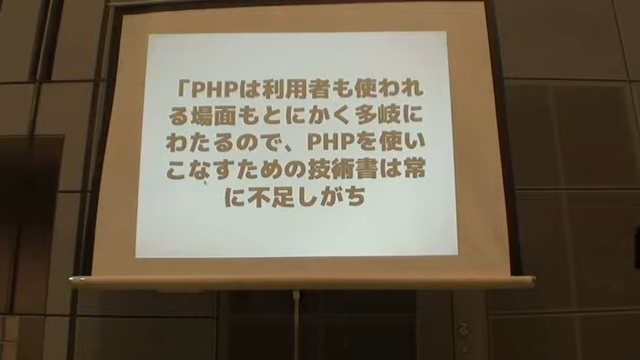 「PHPは利用者も使われ
る場面もとにかく多岐に
わたるので、PHPを使い
こなすための技術書は常
に不足しがち